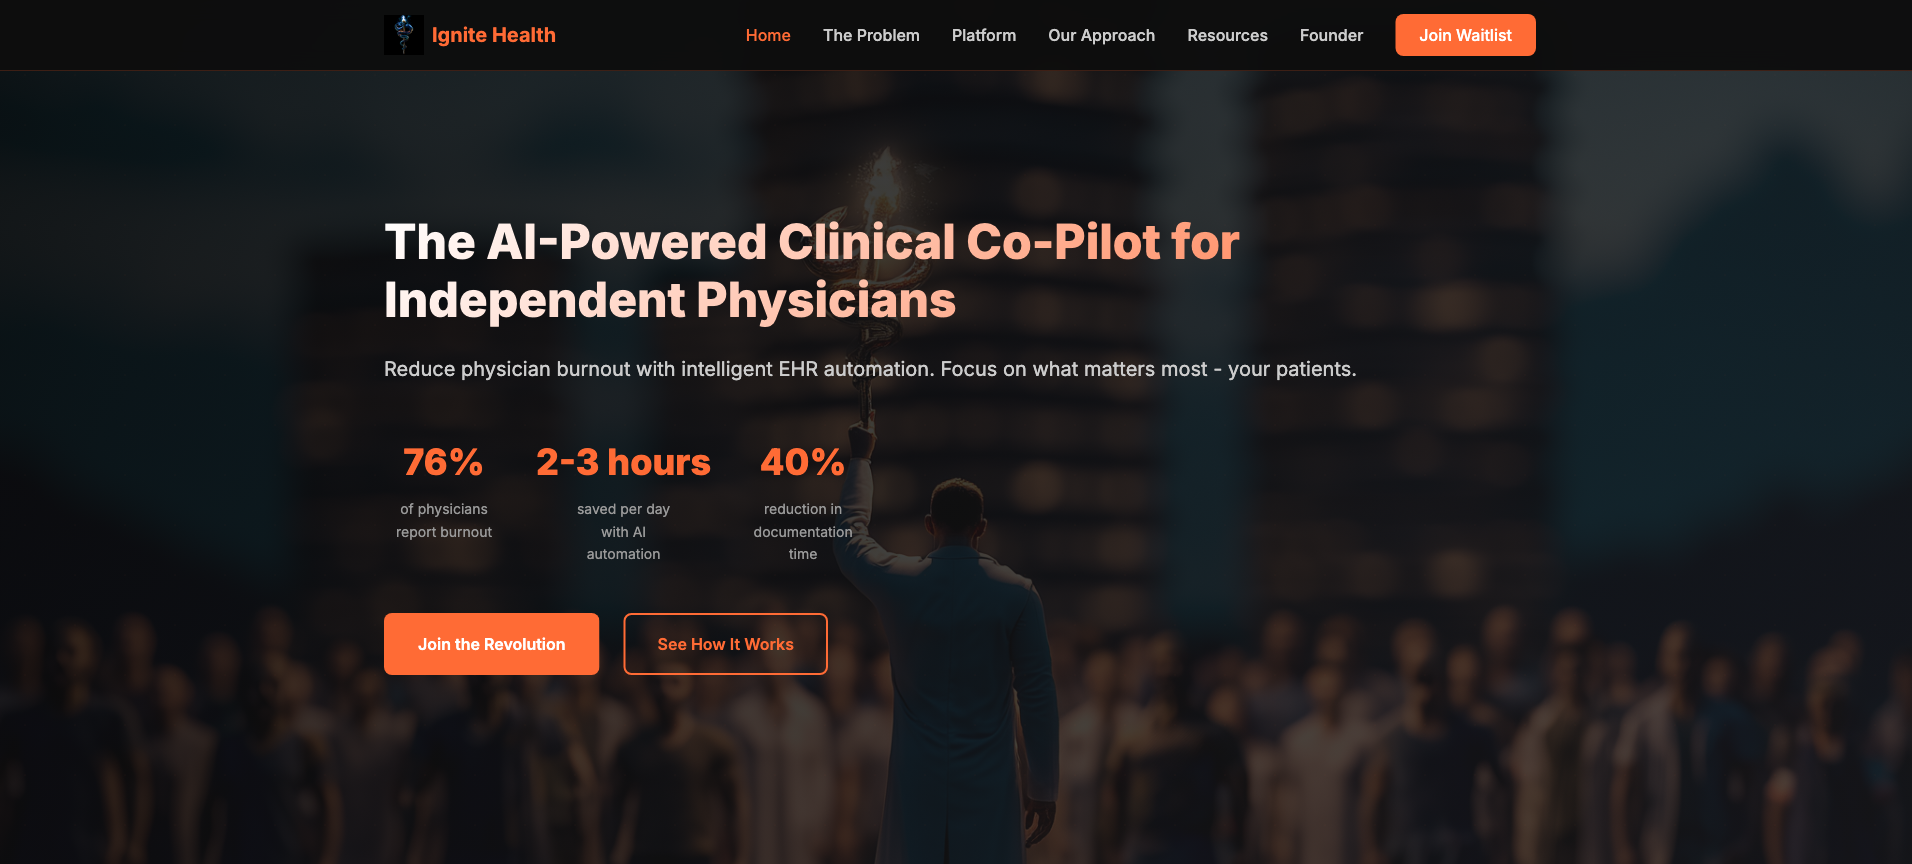 Ignite Health
Home
The Problem
Platform
Our Approach
Resources
Founder
Join Waitlist
The AI-Powered Clinical Co-Pilot for
Independent Physicians
Reduce physician burnout with intelligent EHR automation. Focus on what matters most - your patients.
76%
of physicians
report burnout
2-3 hours
saved per day
with AI
automation
40%
reduction in
documentation
time
Join the Revolution
See How It Works